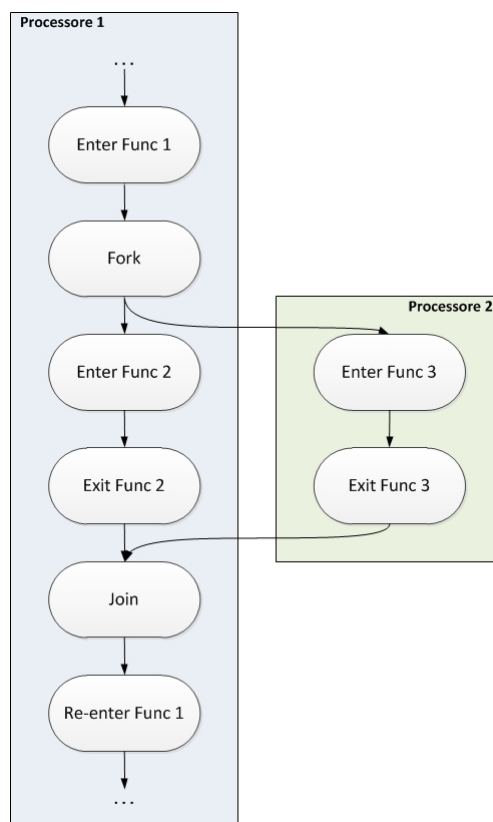 Processore 1
...
Enter Func 1
Fork
Processore 2
Enter Func 2
Enter Func 3
Exit Func 2
Exit Func 3
Join
Re-enter Func 1
...